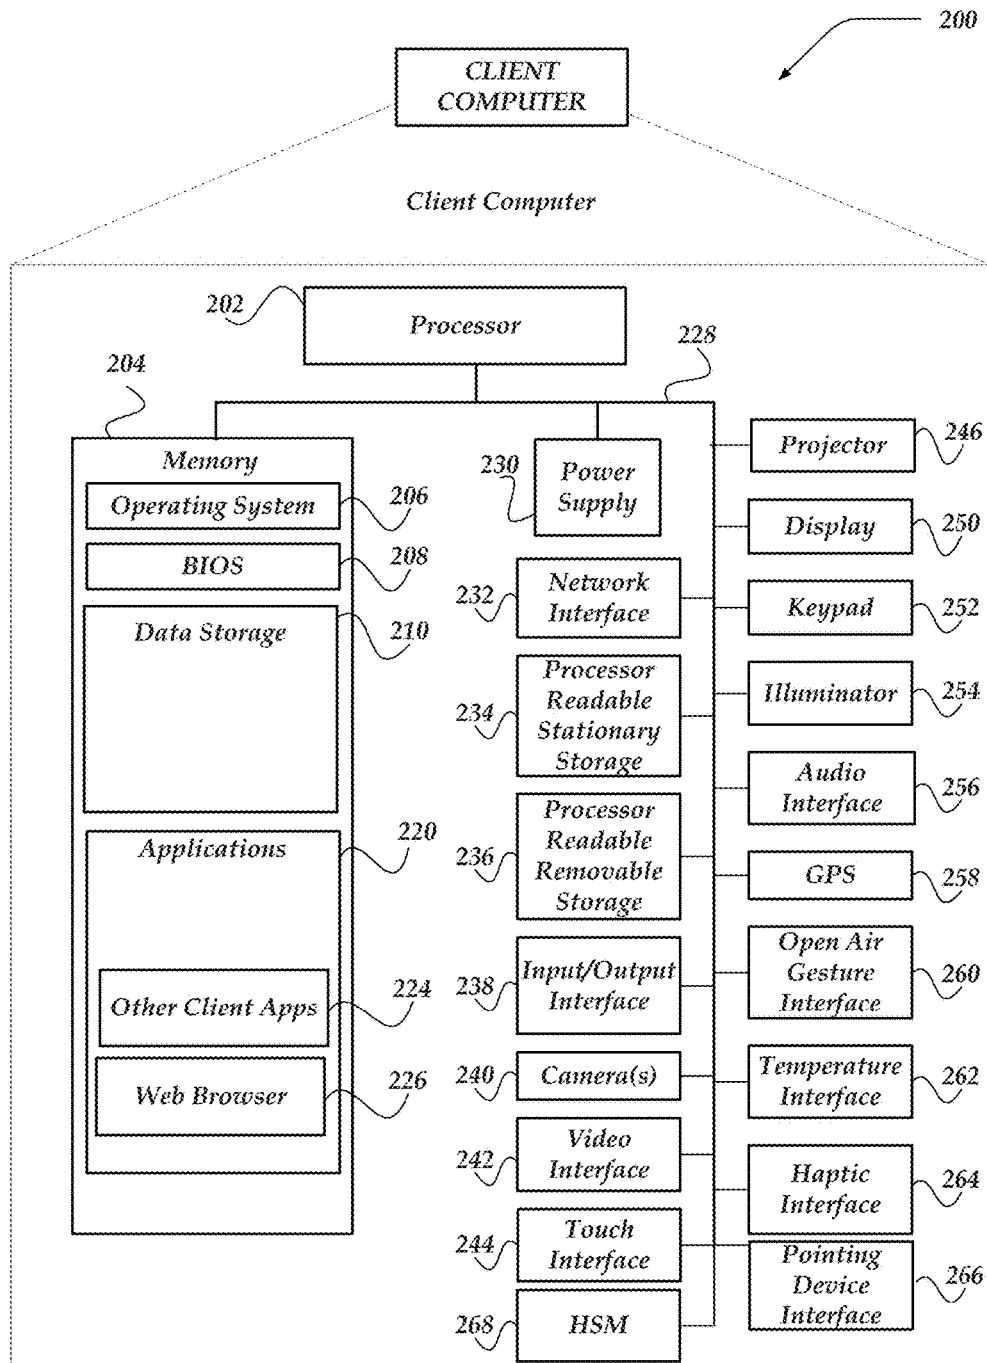 200
CLIENT
COMPUTER
Client Computer
202
Processor
228
204
Memory
Operating System
206
BIOS
208
Data Storage
210
Applications
220
Other Client Apps
224
Web Browser
226
230
Power
Supply
232
Network
Interface
234
Processor
Readable
Stationary
Storage
236
Processor
Readable
Removable
Storage
238
Input/Output
Interface
240
Camera(s)
242
Video
Interface
244
Touch
Interface
268
HSM
Projector
246
Display
250
Keypad
252
Illuminator
254
Audio
Interface
256
GPS
258
Open Air
Gesture
Interface
260
Temperature
Interface
262
Haptic
Interface
264
Pointing
Device
Interface
266